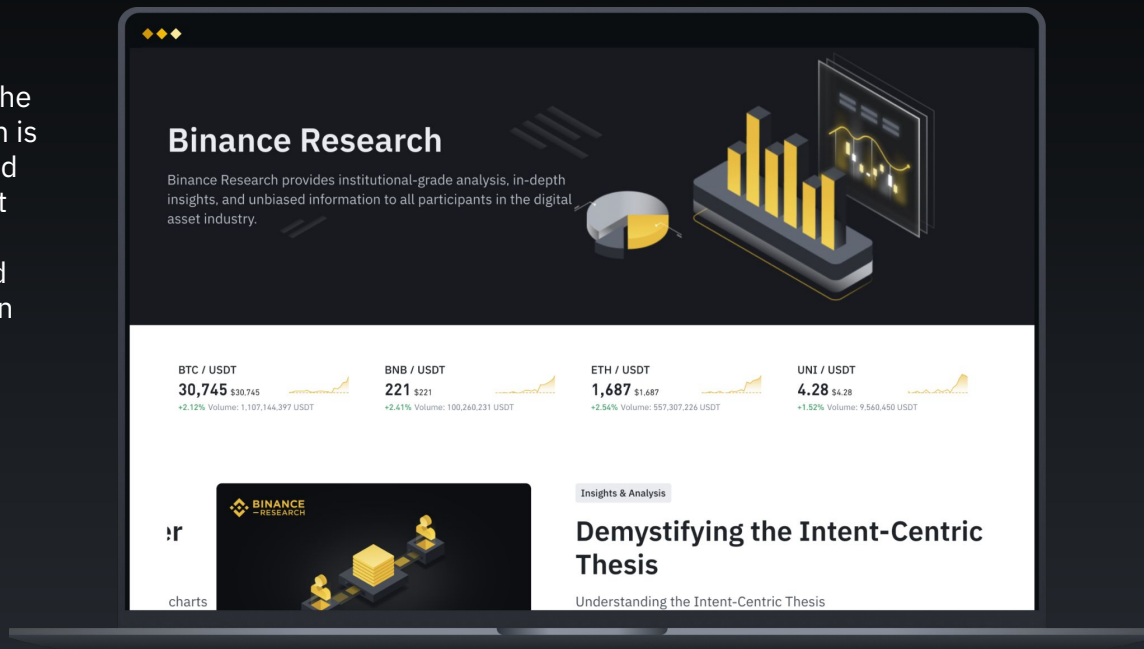 he
n is
d
t
d
n
Binance Research
Binance Research provides institutional-grade analysis, in-depth
insights, and unbiased information to all participants in the digital
asset industry.
BTC / USDT
30,745 $30,745
+2.12% Volume: 1,107,144.397 USDT
BNB / USDT
221 $221
+2.41% Volume: 100,260,231 USDT
ETH / USDT
1,687 $1,687
+2.54% Volume: 557,307,226 USDT
UNI / USDT
4.28 $4.28
+1.52% Volume: 9,560,450 USDT
er
charts
BINANCE
RESEARCH
Insights & Analysis
Demystifying the Intent-Centric
Thesis
Understanding the Intent-Centric Thesis